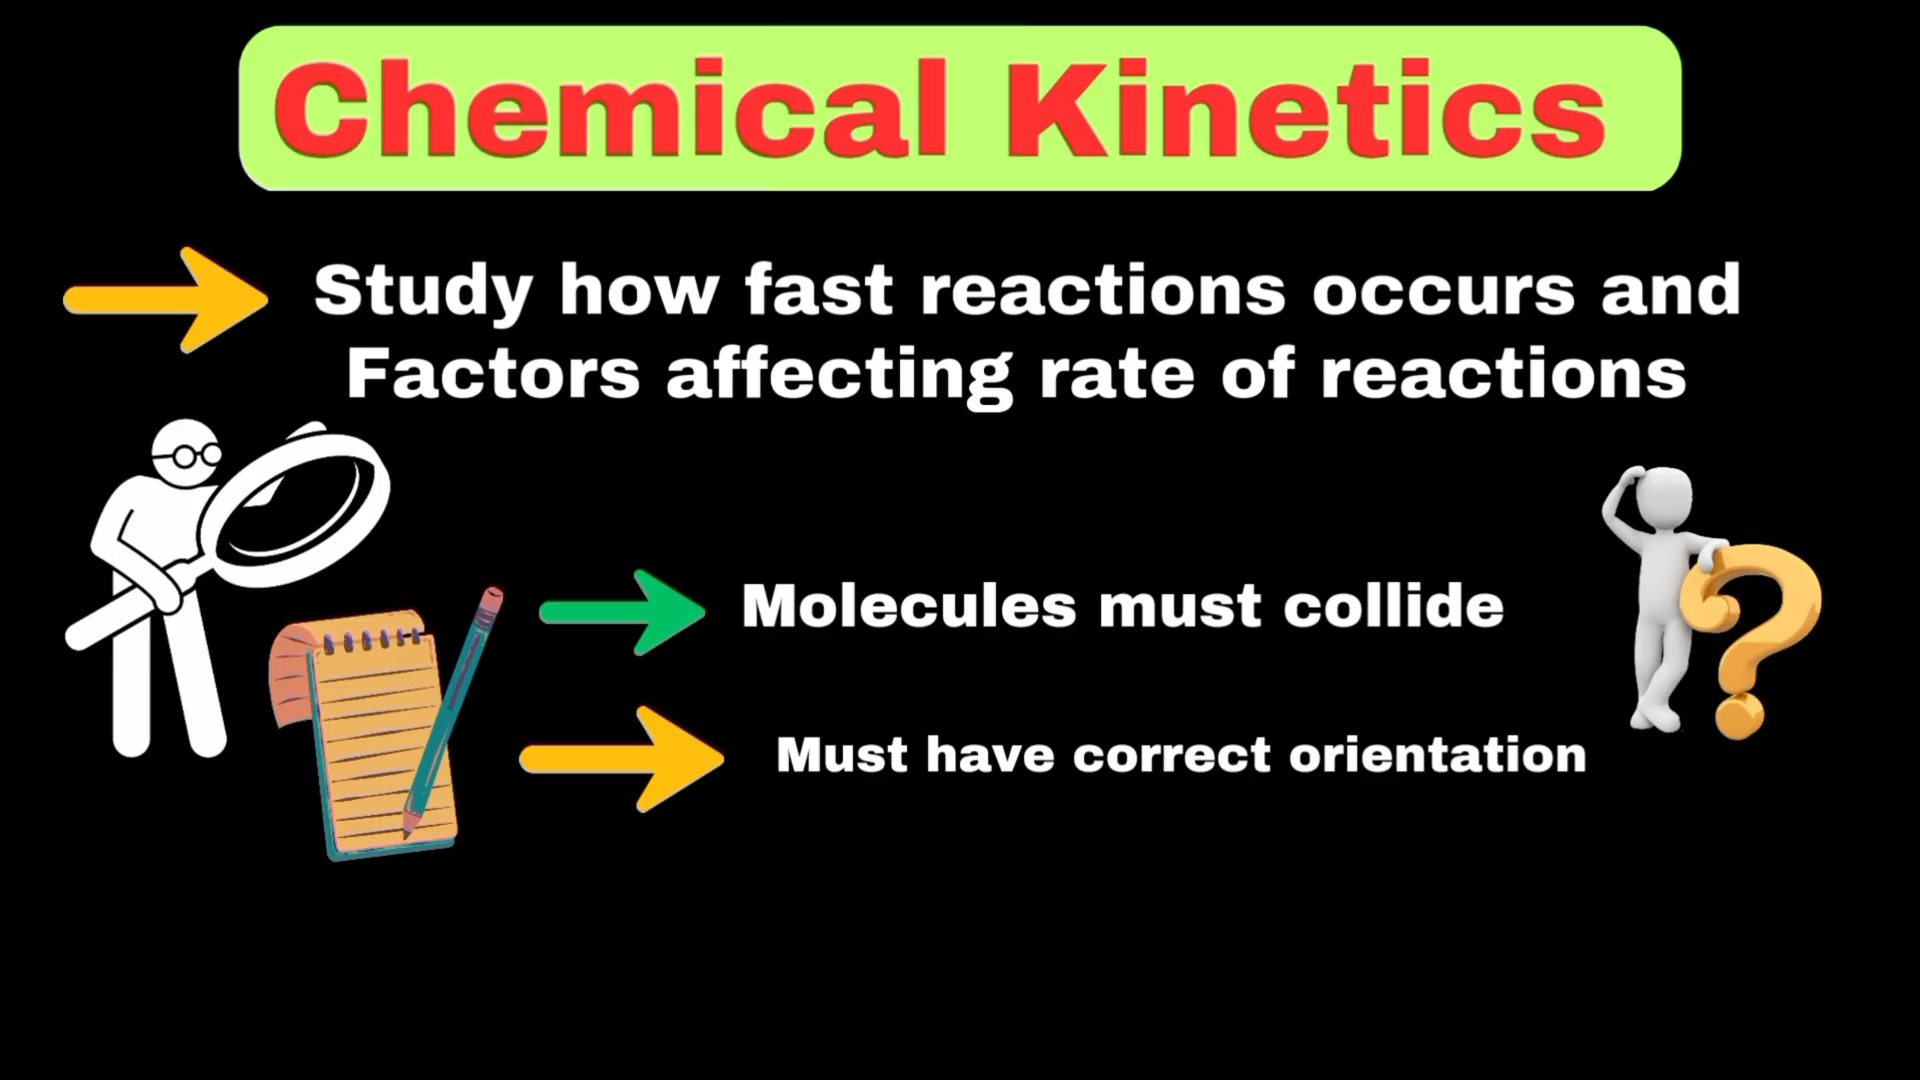 Chemical Kinetics
Study how fast reactions occurs and
Factors affecting rate of reactions
Molecules must collide
Must have correct orientation